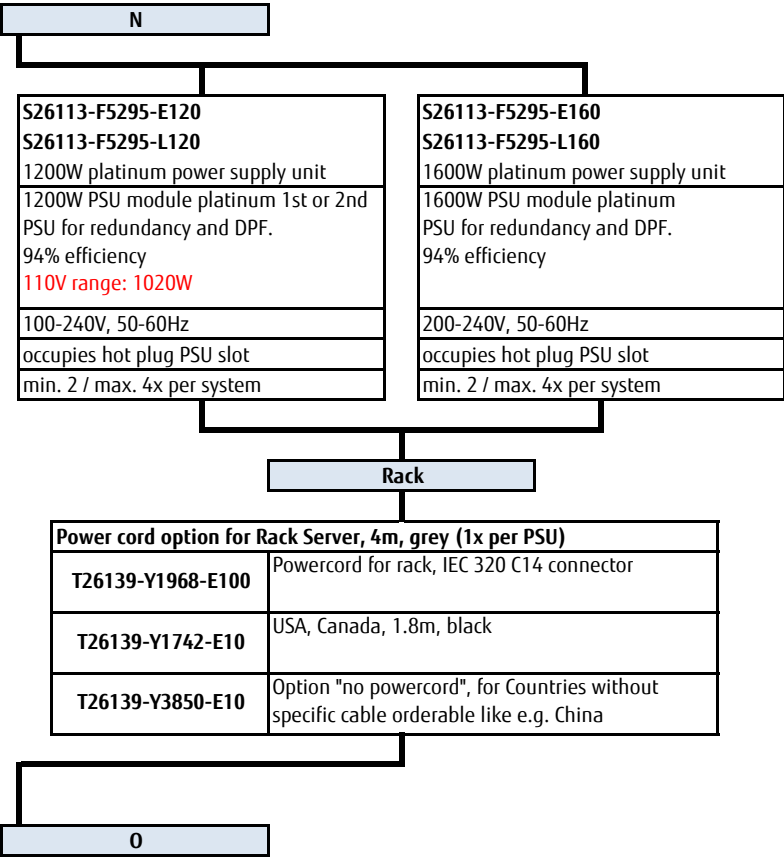 N
S26113-F5295-E120
S26113-F5295-L120
1200W platinum power supply unit
1200W PSU module platinum 1st or 2nd
PSU for redundancy and DPF.
94% efficiency
110V range: 1020W
100-240V, 50-60Hz
occupies hot plug PSU slot
min. 2 / max. 4x per system
S26113-F5295-E160
S26113-F5295-L160
1600W platinum power supply unit
1600W PSU module platinum
PSU for redundancy and DPF.
94% efficiency
200-240V, 50-60Hz
occupies hot plug PSU slot
min. 2 / max. 4x per system
Rack
Power cord option for Rack Server, 4m, grey (1x per PSU)
T26139-Y1968-E100
Powercord for rack, IEC 320 C14 connector
T26139-Y1742-E10
USA, Canada, 1.8m, black
T26139-Y3850-E10
Option "no powercord", for Countries without
specific cable orderable like e.g. China
O